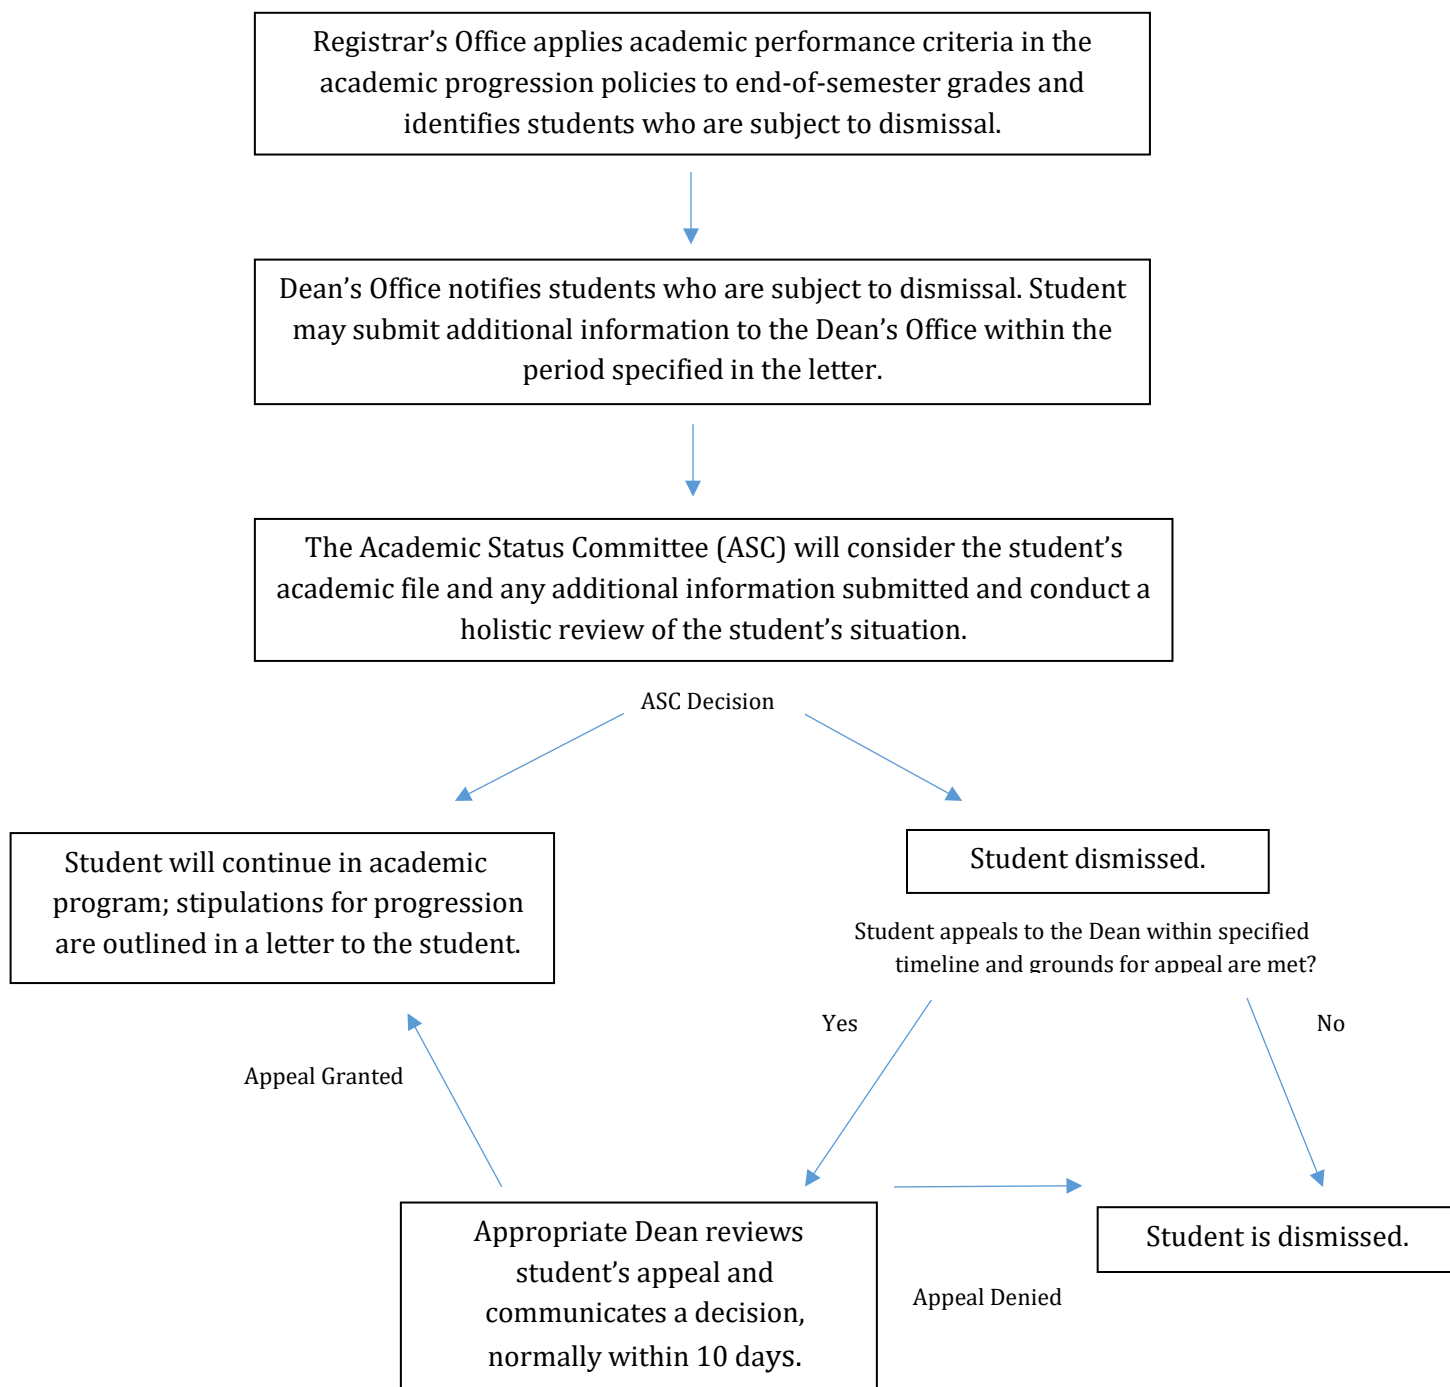 Registrar’s Office applies academic performance criteria in the
academic progression policies to end-of-semester grades and
identifies students who are subject to dismissal.
Dean’s Office notifies students who are subject to dismissal. Student
may submit additional information to the Dean’s Office within the
period specified in the letter.
The Academic Status Committee (ASC) will consider the student’s
academic file and any additional information submitted and conduct a
holistic review of the student’s situation.
ASC Decision
Student will continue in academic
program; stipulations for progression
are outlined in a letter to the student.
Student dismissed.
Student appeals to the Dean within specified
timeline and grounds for appeal are met?
Yes
No
Appeal Granted
Appropriate Dean reviews
student’s appeal and
communicates a decision,
normally within 10 days.
Student is dismissed.
Appeal Denied